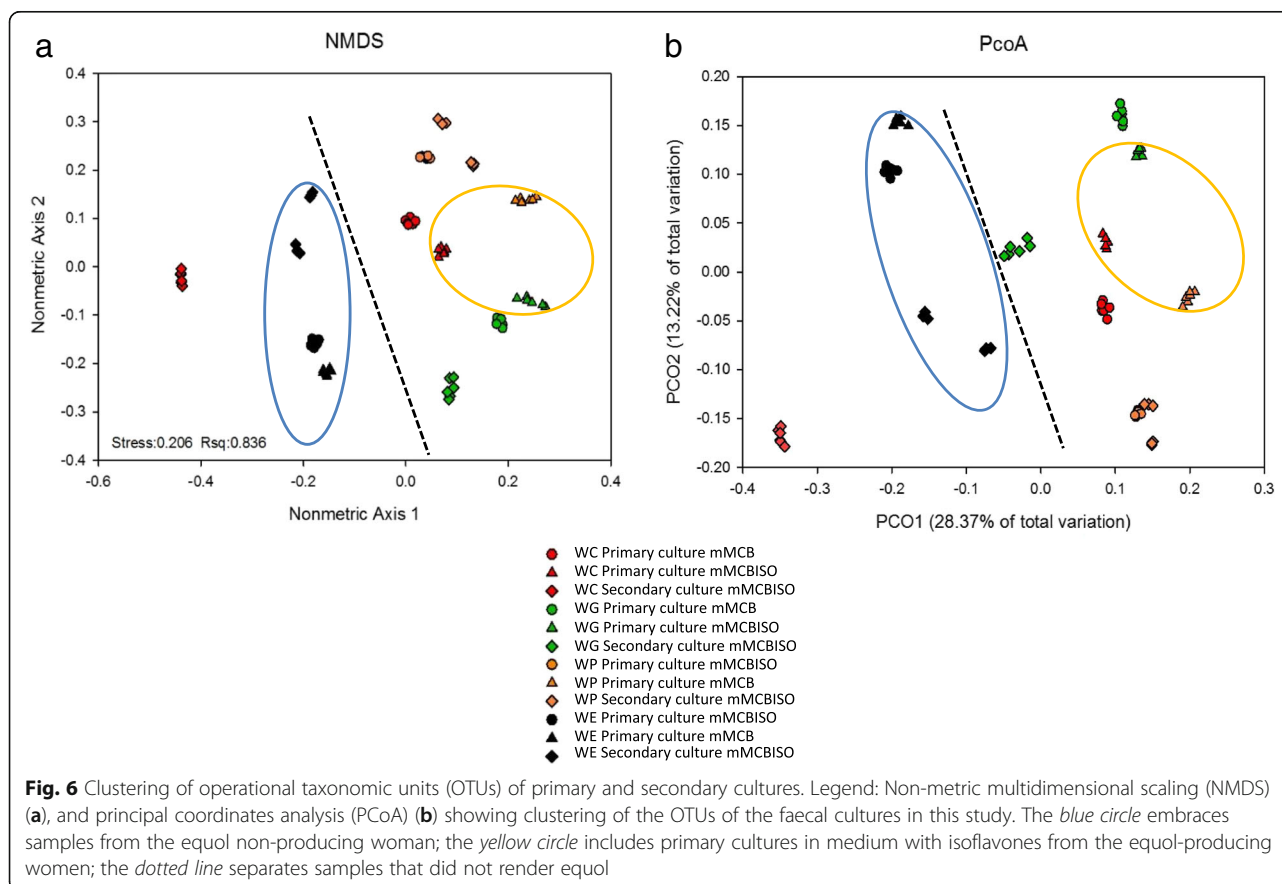 a
NMDS
0.4
0.3
0.2
0.1
0.0
-0.1
-0.2
-0.3
-0.4
Nonmetric Axis 2
Stress:0.206 Rsq:0.836
-0.6
-0.4
-0.2
0.0
0.2
0.4
Nonmetric Axis 1
b
PcoA
0.20
0.15
0.10
0.05
0.00
-0.05
-0.10
-0.15
-0.20
PCO2 (13.22% of total variation)
-0.4
-0.3
-0.2
-0.1
0.0
0.1
0.2
0.3
PCO1 (28.37% of total variation)
WC Primary culture mMCB
WC Primary culture mMCBISO
WC Secondary culture mMCBISO
WG Primary culture mMCB
WG Primary culture mMCBISO
WG Secondary culture mMCBISO
WP Primary culture mMCBISO
WP Primary culture mMCB
WP Secondary culture mMCBISO
WE Primary culture mMCBISO
WE Primary culture mMCB
WE Secondary culture mMCBISO
Fig. 6 Clustering of operational taxonomic units (OTUs) of primary and secondary cultures. Legend: Non-metric multidimensional scaling (NMDS)
(a), and principal coordinates analysis (PCoA) (b) showing clustering of the OTUs of the faecal cultures in this study. The blue circle embraces
samples from the equol non-producing woman; the yellow circle includes primary cultures in medium with isoflavones from the equol-producing
women; the dotted line separates samples that did not render equol